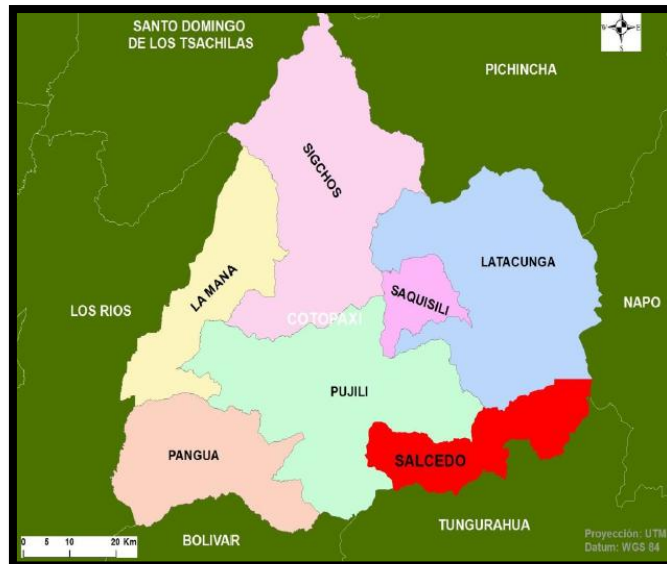 SANTO DOMINGO
DE LOS TSACHILAS
W E
S
PICHINCHA
SIGCHOS
LA MANA
LATACUNGA
SAQUISILI
LOS RIOS
COTOPAXI
NAPO
PUJILI
PANGUA
SALCEDO
TUNGURAHUA
BOLIVAR
0 5 10 20 Km
Proyección: UTM
Datum: WGS 84